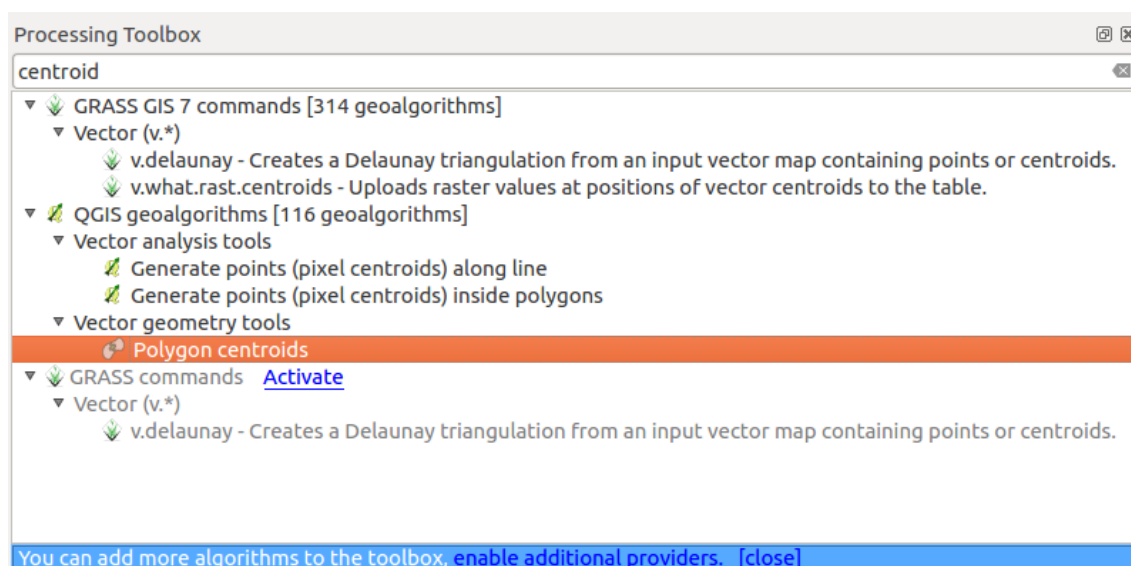 Processing Toolbox
centroid
GRASS GIS 7 commands [314 geoalgorithms]
Vector (v.*)
v.delaunay - Creates a Delaunay triangulation from an input vector map containing points or centroids.
v.what.rast.centroids - Uploads raster values at positions of vector centroids to the table.
QGIS geoalgorithms [116 geoalgorithms]
Vector analysis tools
Generate points (pixel centroids) along line
Generate points (pixel centroids) inside polygons
Vector geometry tools
Polygon centroids
GRASS commands Activate
Vector (v.*)
v.delaunay - Creates a Delaunay triangulation from an input vector map containing points or centroids.
You can add more algorithms to the toolbox, enable additional providers. [close]